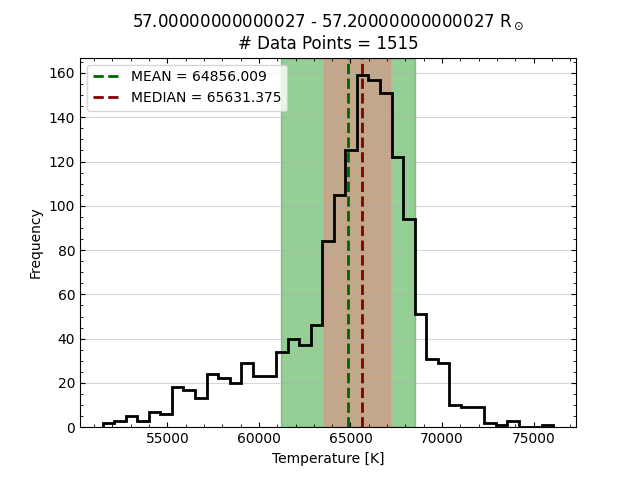 57.00000000000027 - 57.20000000000027 R⊙
# Data Points = 1515
MEAN = 64856.009
MEDIAN = 65631.375
160
140
120
100
80
60
40
20
0
Frequency
55000 60000 65000 70000 75000
Temperature [K]